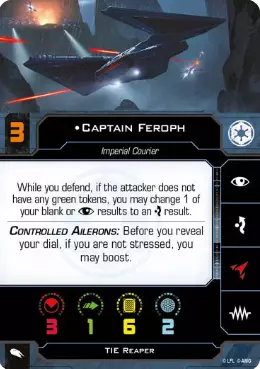 3
•Captain Feroph
Imperial Courier
While you defend, if the attacker does not
have any green tokens, you may change 1 of
your blank or results to an result.
Controlled Ailerons: Before you reveal
your dial, if you are not stressed, you
may boost.
3 1 6 2
TIE Reaper
© LFL © AMG